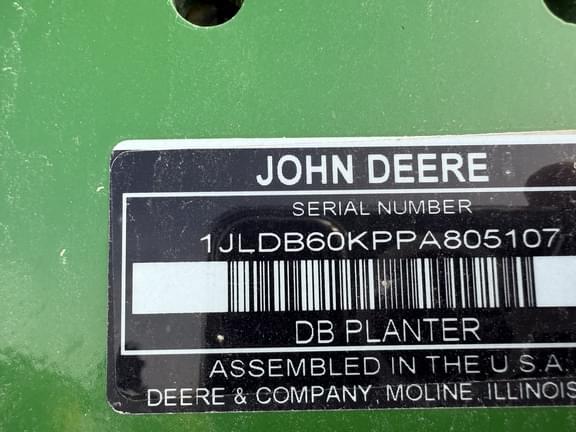 JOHN DEERE
SERIAL NUMBER
1JLDB60KPPA805107
DB PLANTER
ASSEMBLED IN THE U.S.A.
DEERE & COMPANY, MOLINE, ILLINOIS